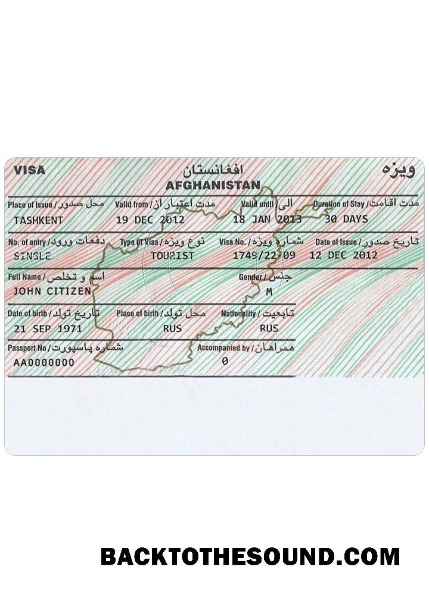 VISA افغانستان ویزه
AFGHANISTAN
Place of Issue / محل صدور Valid from / مدت اعتبار از Valid until / الی Duration of Stay / مدت اقامت
TASHKENT 19 DEC 2012 18 JAN 2013 30 DAYS
No. of entry / دفعات ورود Type of Visa / نوع ویزه Visa No. / شماره ویزه Date of Issue / تاریخ صدور
SINGLE TOURIST 1749/22/09 12 DEC 2012
Full Name / اسم و تخلص Gender / جنس
JOHN CITIZEN M
Date of birth / تاریخ تولد Place of birth / محل تولد Nationality / تابعیت
21 SEP 1971 RUS RUS
Passport No / شماره پاسپورت Accompanied by / همراهان
AA0000000 0
BACKTOTHESOUND.COM